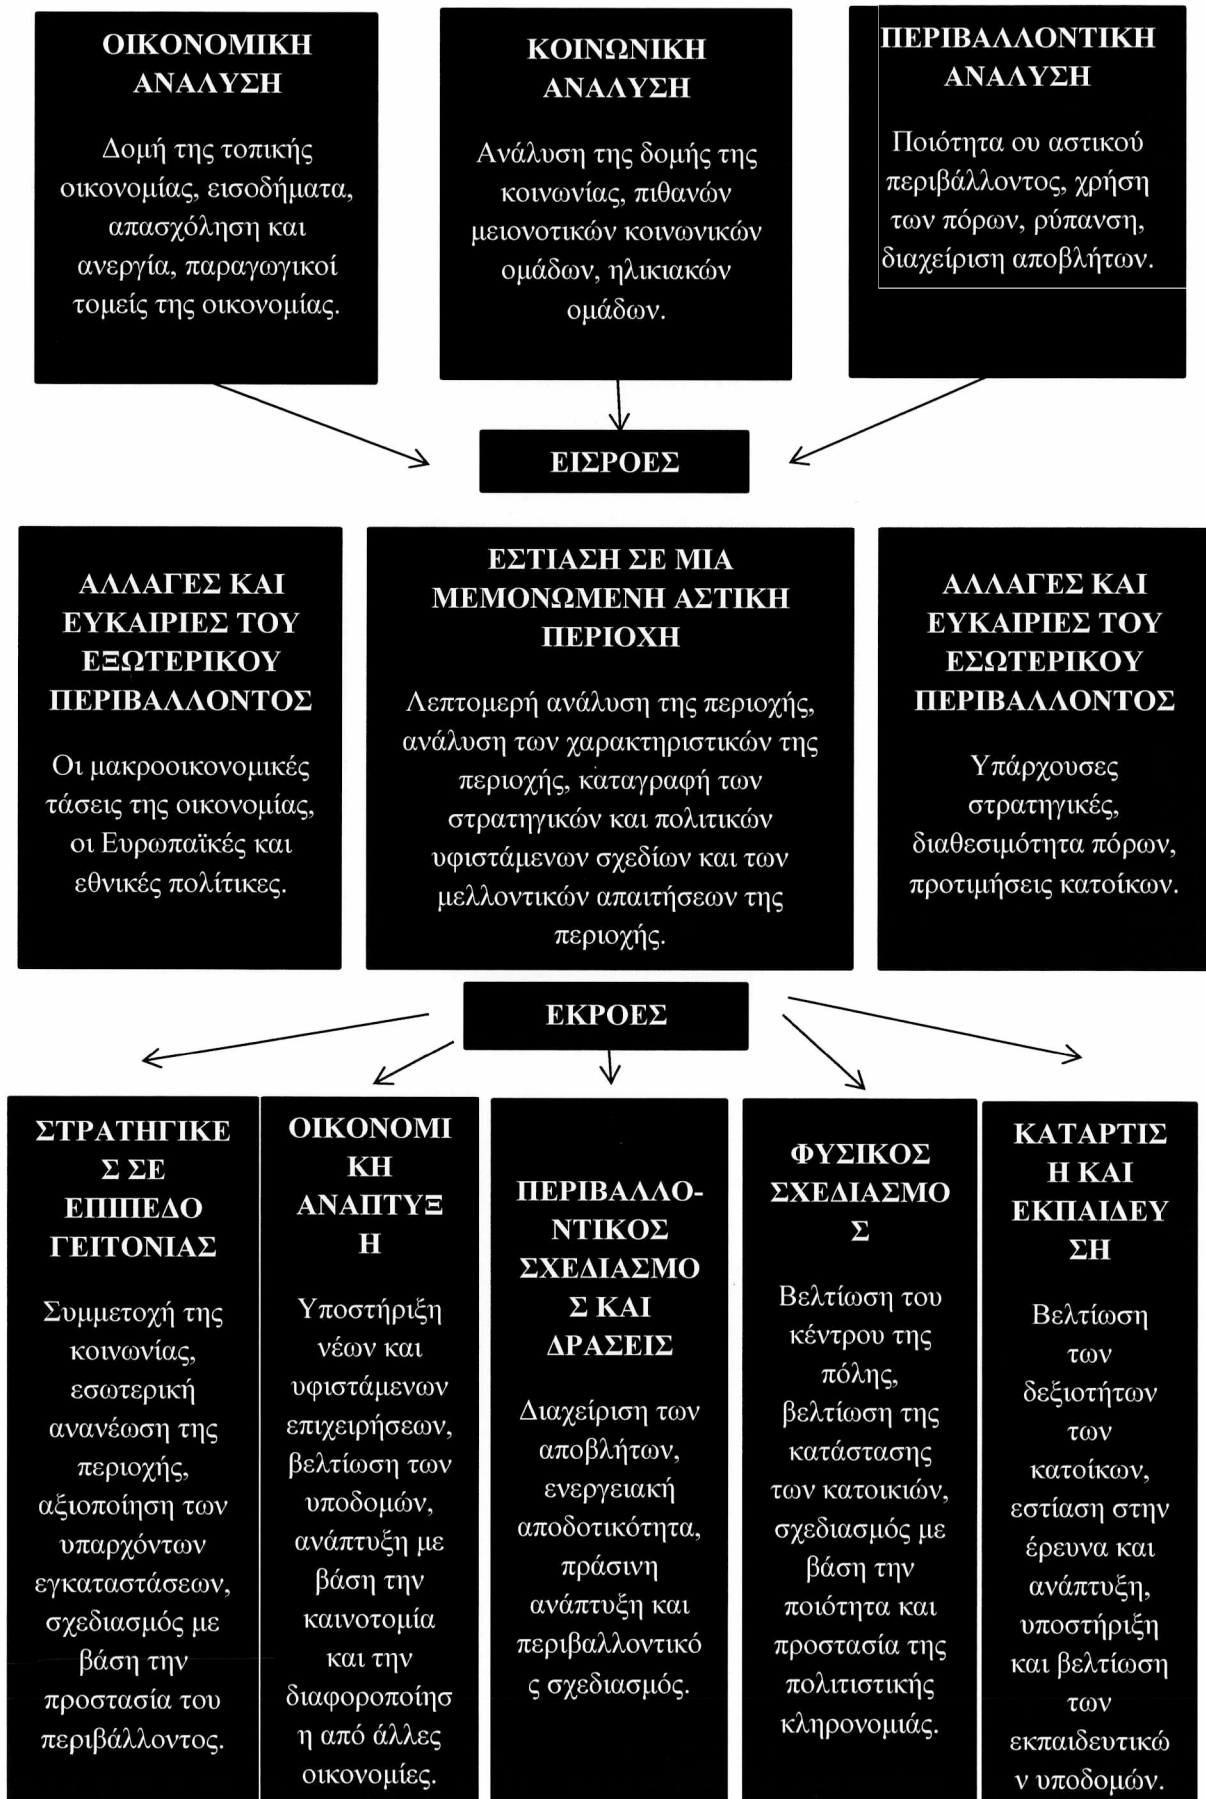 ΟΙΚΟΝΟΜΙΚΗ
ΑΝΑΛΥΣΗ
Δομή της τοπικής
οικονομίας, εισοδήματα,
απασχόληση και
ανεργία, παραγωγικοί
τομείς της οικονομίας.
ΚΟΙΝΩΝΙΚΗ
ΑΝΑΛΥΣΗ
Ανάλυση της δομής της
κοινωνίας, πιθανών
μειονοτικών κοινωνικών
ομάδων, ηλικιακών
ομάδων.
ΠΕΡΙΒΑΛΛΟΝΤΙΚΗ
ΑΝΑΛΥΣΗ
Ποιότητα ου αστικού
περιβάλλοντος, χρήση
των πόρων, ρύπανση,
διαχείριση αποβλήτων.
ΕΙΣΡΟΕΣ
ΑΛΛΑΓΕΣ ΚΑΙ
ΕΥΚΑΙΡΙΕΣ ΤΟΥ
ΕΞΩΤΕΡΙΚΟΥ
ΠΕΡΙΒΑΛΛΟΝΤΟΣ
Οι μακροοικονομικές
τάσεις της οικονομίας,
οι Ευρωπαϊκές και
εθνικές πολίτικες.
ΕΣΤΙΑΣΗ ΣΕ ΜΙΑ
ΜΕΜΟΝΩΜΕΝΗ ΑΣΤΙΚΗ
ΠΕΡΙΟΧΗ
Λεπτομερή ανάλυση της περιοχής,
ανάλυση των χαρακτηριστικών της
περιοχής, καταγραφή των
στρατηγικών και πολιτικών
υφιστάμενων σχεδίων και των
μελλοντικών απαιτήσεων της
περιοχής.
ΑΛΛΑΓΕΣ ΚΑΙ
ΕΥΚΑΙΡΙΕΣ ΤΟΥ
ΕΣΩΤΕΡΙΚΟΥ
ΠΕΡΙΒΑΛΛΟΝΤΟΣ
Υπάρχουσες
στρατηγικές,
διαθεσιμότητα πόρων,
προτιμήσεις κατοίκων.
ΕΚΡΟΕΣ
ΣΤΡΑΤΗΓΙΚΕ
Σ ΣΕ
ΕΠΙΠΕΔΟ
ΓΕΙΤΟΝΙΑΣ
Συμμετοχή της
κοινωνίας,
εσωτερική
ανανέωση της
περιοχής,
αξιοποίηση των
υπαρχόντων
εγκαταστάσεων,
σχεδιασμός με
βάση την
προστασία του
περιβάλλοντος.
ΟΙΚΟΝΟΜΙ
ΚΗ
ΑΝΑΠΤΥΞ
Η
Υποστήριξη
νέων και
υφιστάμενων
επιχειρήσεων,
βελτίωση των
υποδομών,
ανάπτυξη με
βάση την
καινοτομία
και την
διαφοροποίησ
η από άλλες
οικονομίες.
ΠΕΡΙΒΑΛΛΟ-
ΝΤΙΚΟΣ
ΣΧΕΔΙΑΣΜΟ
Σ ΚΑΙ
ΔΡΑΣΕΙΣ
Διαχείριση των
αποβλήτων,
ενεργειακή
αποδοτικότητα,
πράσινη
ανάπτυξη και
περιβαλλοντικό
ς σχεδιασμός.
ΦΥΣΙΚΟΣ
ΣΧΕΔΙΑΣΜΟ
Σ
Βελτίωση του
κέντρου της
πόλης,
βελτίωση της
κατάστασης
των κατοικιών,
σχεδιασμός με
βάση την
ποιότητα και
προστασία της
πολιτιστικής
κληρονομιάς.
ΚΑΤΑΡΤΙΣ
Η ΚΑΙ
ΕΚΠΑΙΔΕΥ
ΣΗ
Βελτίωση
των
δεξιοτήτων
των
κατοίκων,
εστίαση στην
έρευνα και
ανάπτυξη,
υποστήριξη
και βελτίωση
των
εκπαιδευτικώ
ν υποδομών.